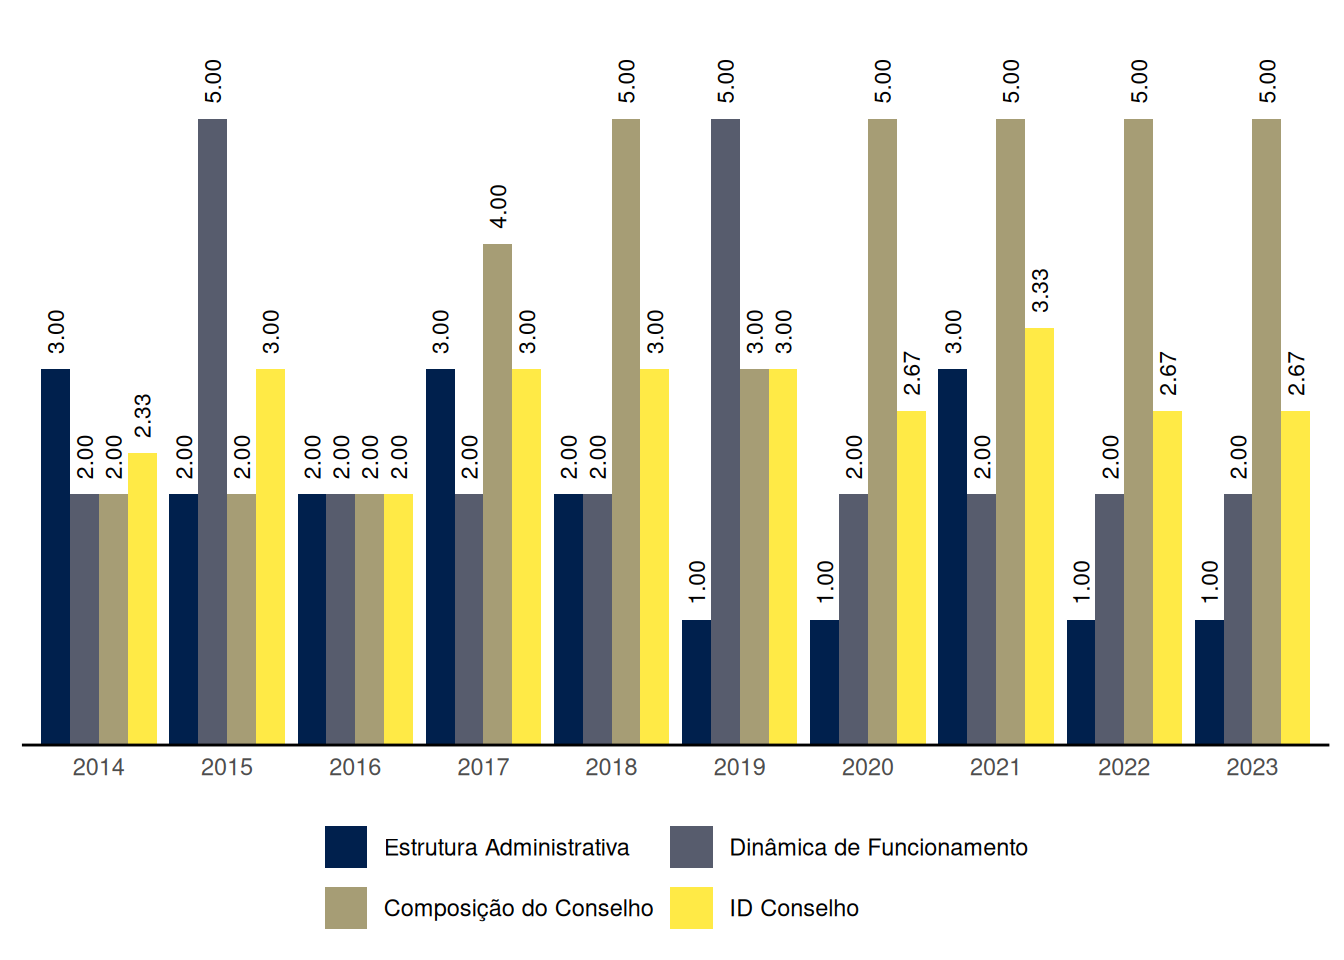 5.00 5.00 5.00 5.00 5.00 5.00 5.00
4.00
3.00 3.00 3.00 3.00 3.00 3.00 3.00 3.00 3.33
2.33 2.67 2.67 2.67
2.00 2.00 2.00 2.00 2.00 2.00 2.00 2.00 2.00 2.00 2.00 2.00 2.00 2.00 2.00
1.00 1.00 1.00 1.00
2014 2015 2016 2017 2018 2019 2020 2021 2022 2023
Estrutura Administrativa Dinâmica de Funcionamento
Composição do Conselho ID Conselho